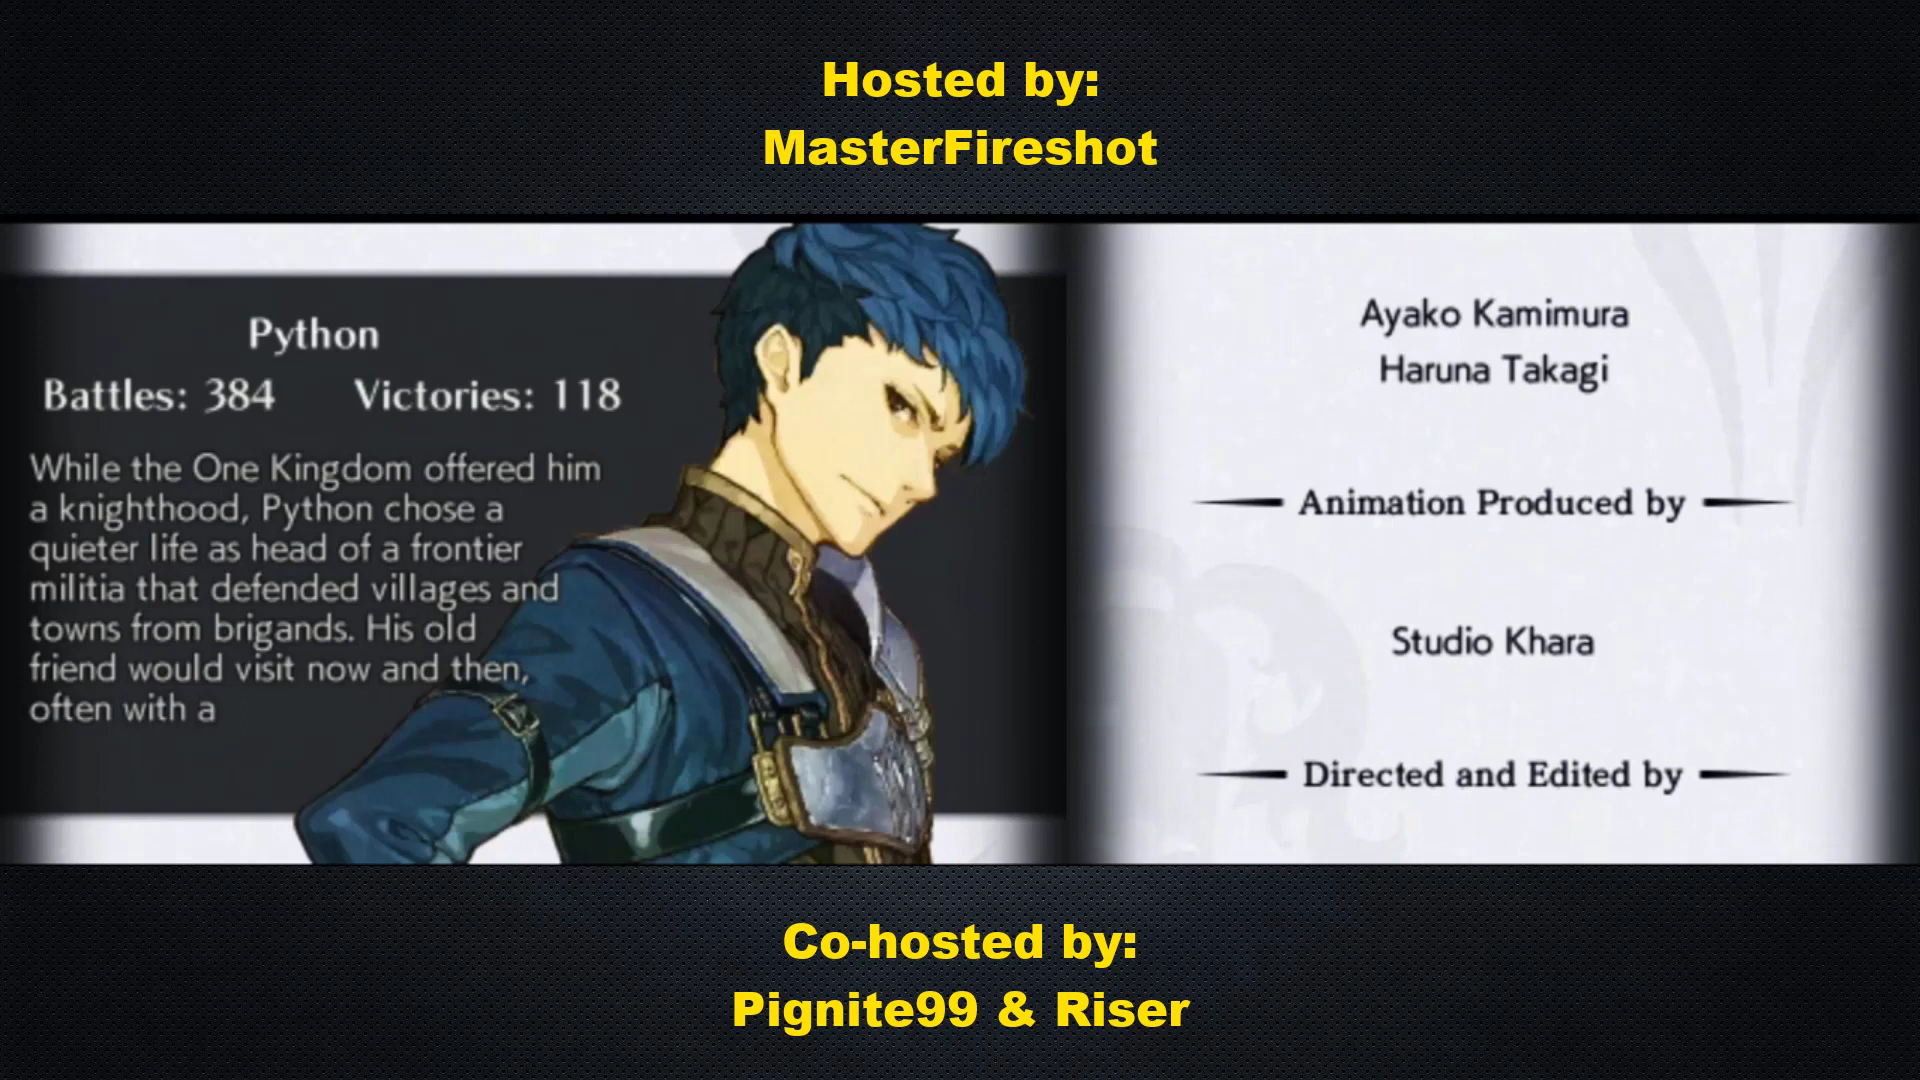 Hosted by:
MasterFireshot
Python
Battles: 384 Victories: 118
While the One Kingdom offered him
a knighthood, Python chose a
quieter life as head of a frontier
militia that defended villages and
towns from brigands. His old
friend would visit now and then,
often with a
Ayako Kamimura
Haruna Takagi
Animation Produced by
Studio Khara
Directed and Edited by
Co-hosted by:
Pignite99 & Riser